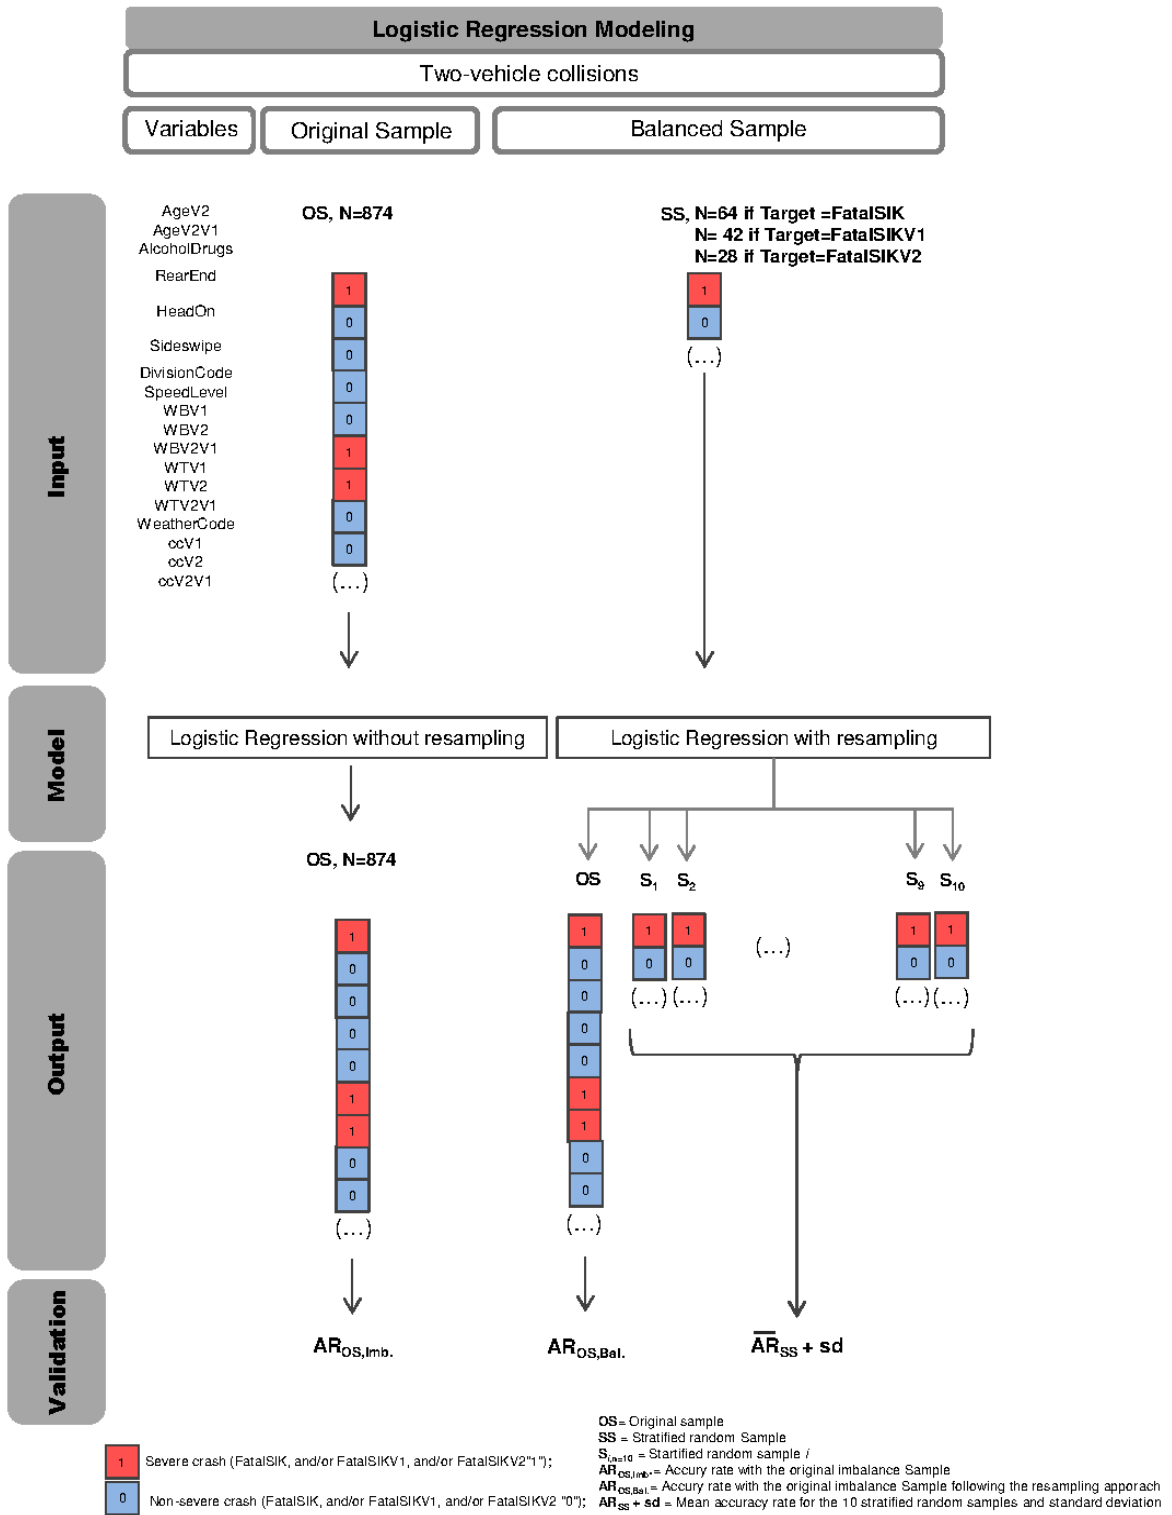 Logistic Regression Modeling
Two-vehicle collisions
Variables
Original Sample
Balanced Sample
Input
AgeV2
AgeV2V1
AlcoholDrugs
RearEnd
HeadOn
Sideswipe
DivisionCode
SpeedLevel
WBV1
WBV2
WBV2V1
WTV1
WTV2
WTV2V1
WeatherCode
ccV1
ccV2
ccV2V1
OS, N=874
1
0
0
0
0
1
1
0
0
(...)
SS, N=64 if Target =FatalSIK
N= 42 if Target=FatalSIKV1
N=28 if Target=FatalSIKV2
1
0
(...)
Model
Logistic Regression without resampling
Logistic Regression with resampling
Output
OS, N=874
1
0
0
0
0
1
1
0
0
(...)
OS
1
0
0
0
0
1
1
0
0
(...)
S1
1
0
(...)
S2
1
0
(...)
(...)
S9
1
0
(...)
S10
1
0
(...)
Validation
AROS,Imb.
AROS,Bal.
A̅R̅SS + sd
1 Severe crash (FatalSIK, and/or FatalSIKV1, and/or FatalSIKV2"1");
0 Non-severe crash (FatalSIK, and/or FatalSIKV1, and/or FatalSIKV2 "0");
OS= Original sample
SS = Stratified random Sample
Si,n=10 = Startified random sample i
AROS,Imb.= Accury rate with the original imbalance Sample
AROS,Bal.= Accury rate with the original imbalance Sample following the resampling apporach
ARSS + sd = Mean accuracy rate for the 10 stratified random samples and standard deviation